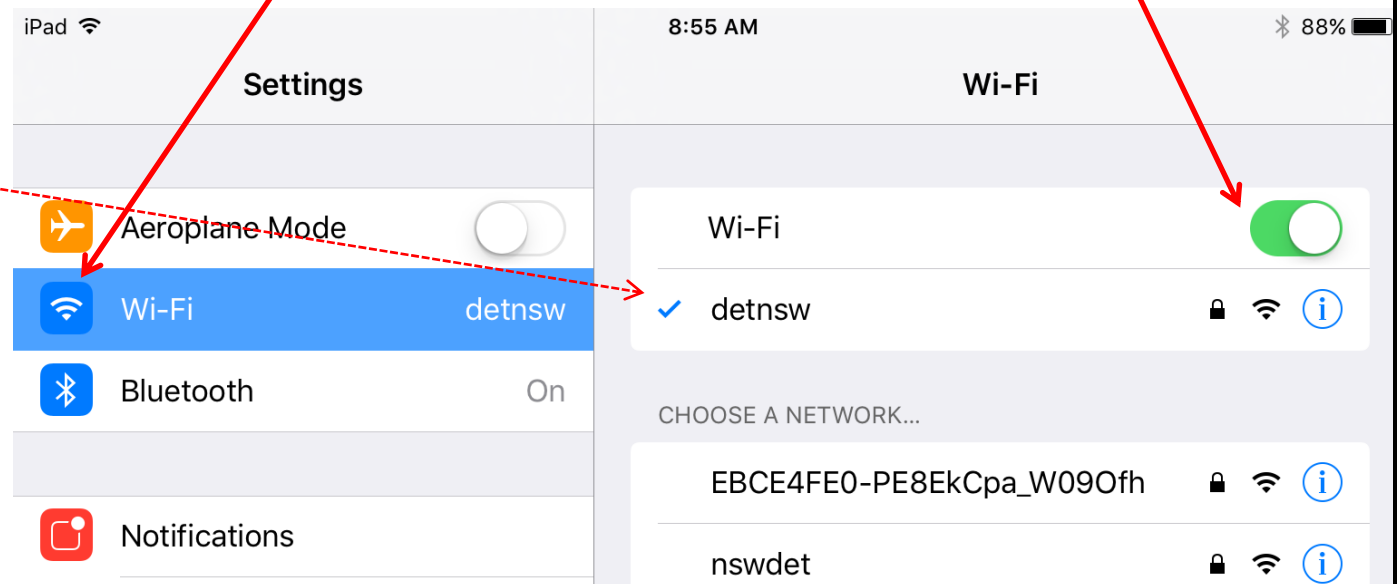 iPad 8:55 AM 88%
Settings
Wi-Fi
Aeroplane Mode
Wi-Fi detnsw
Bluetooth On
Notifications
Wi-Fi
detnsw
CHOOSE A NETWORK...
EBCE4FE0-PE8EkCpa_W09Ofh
nswdet